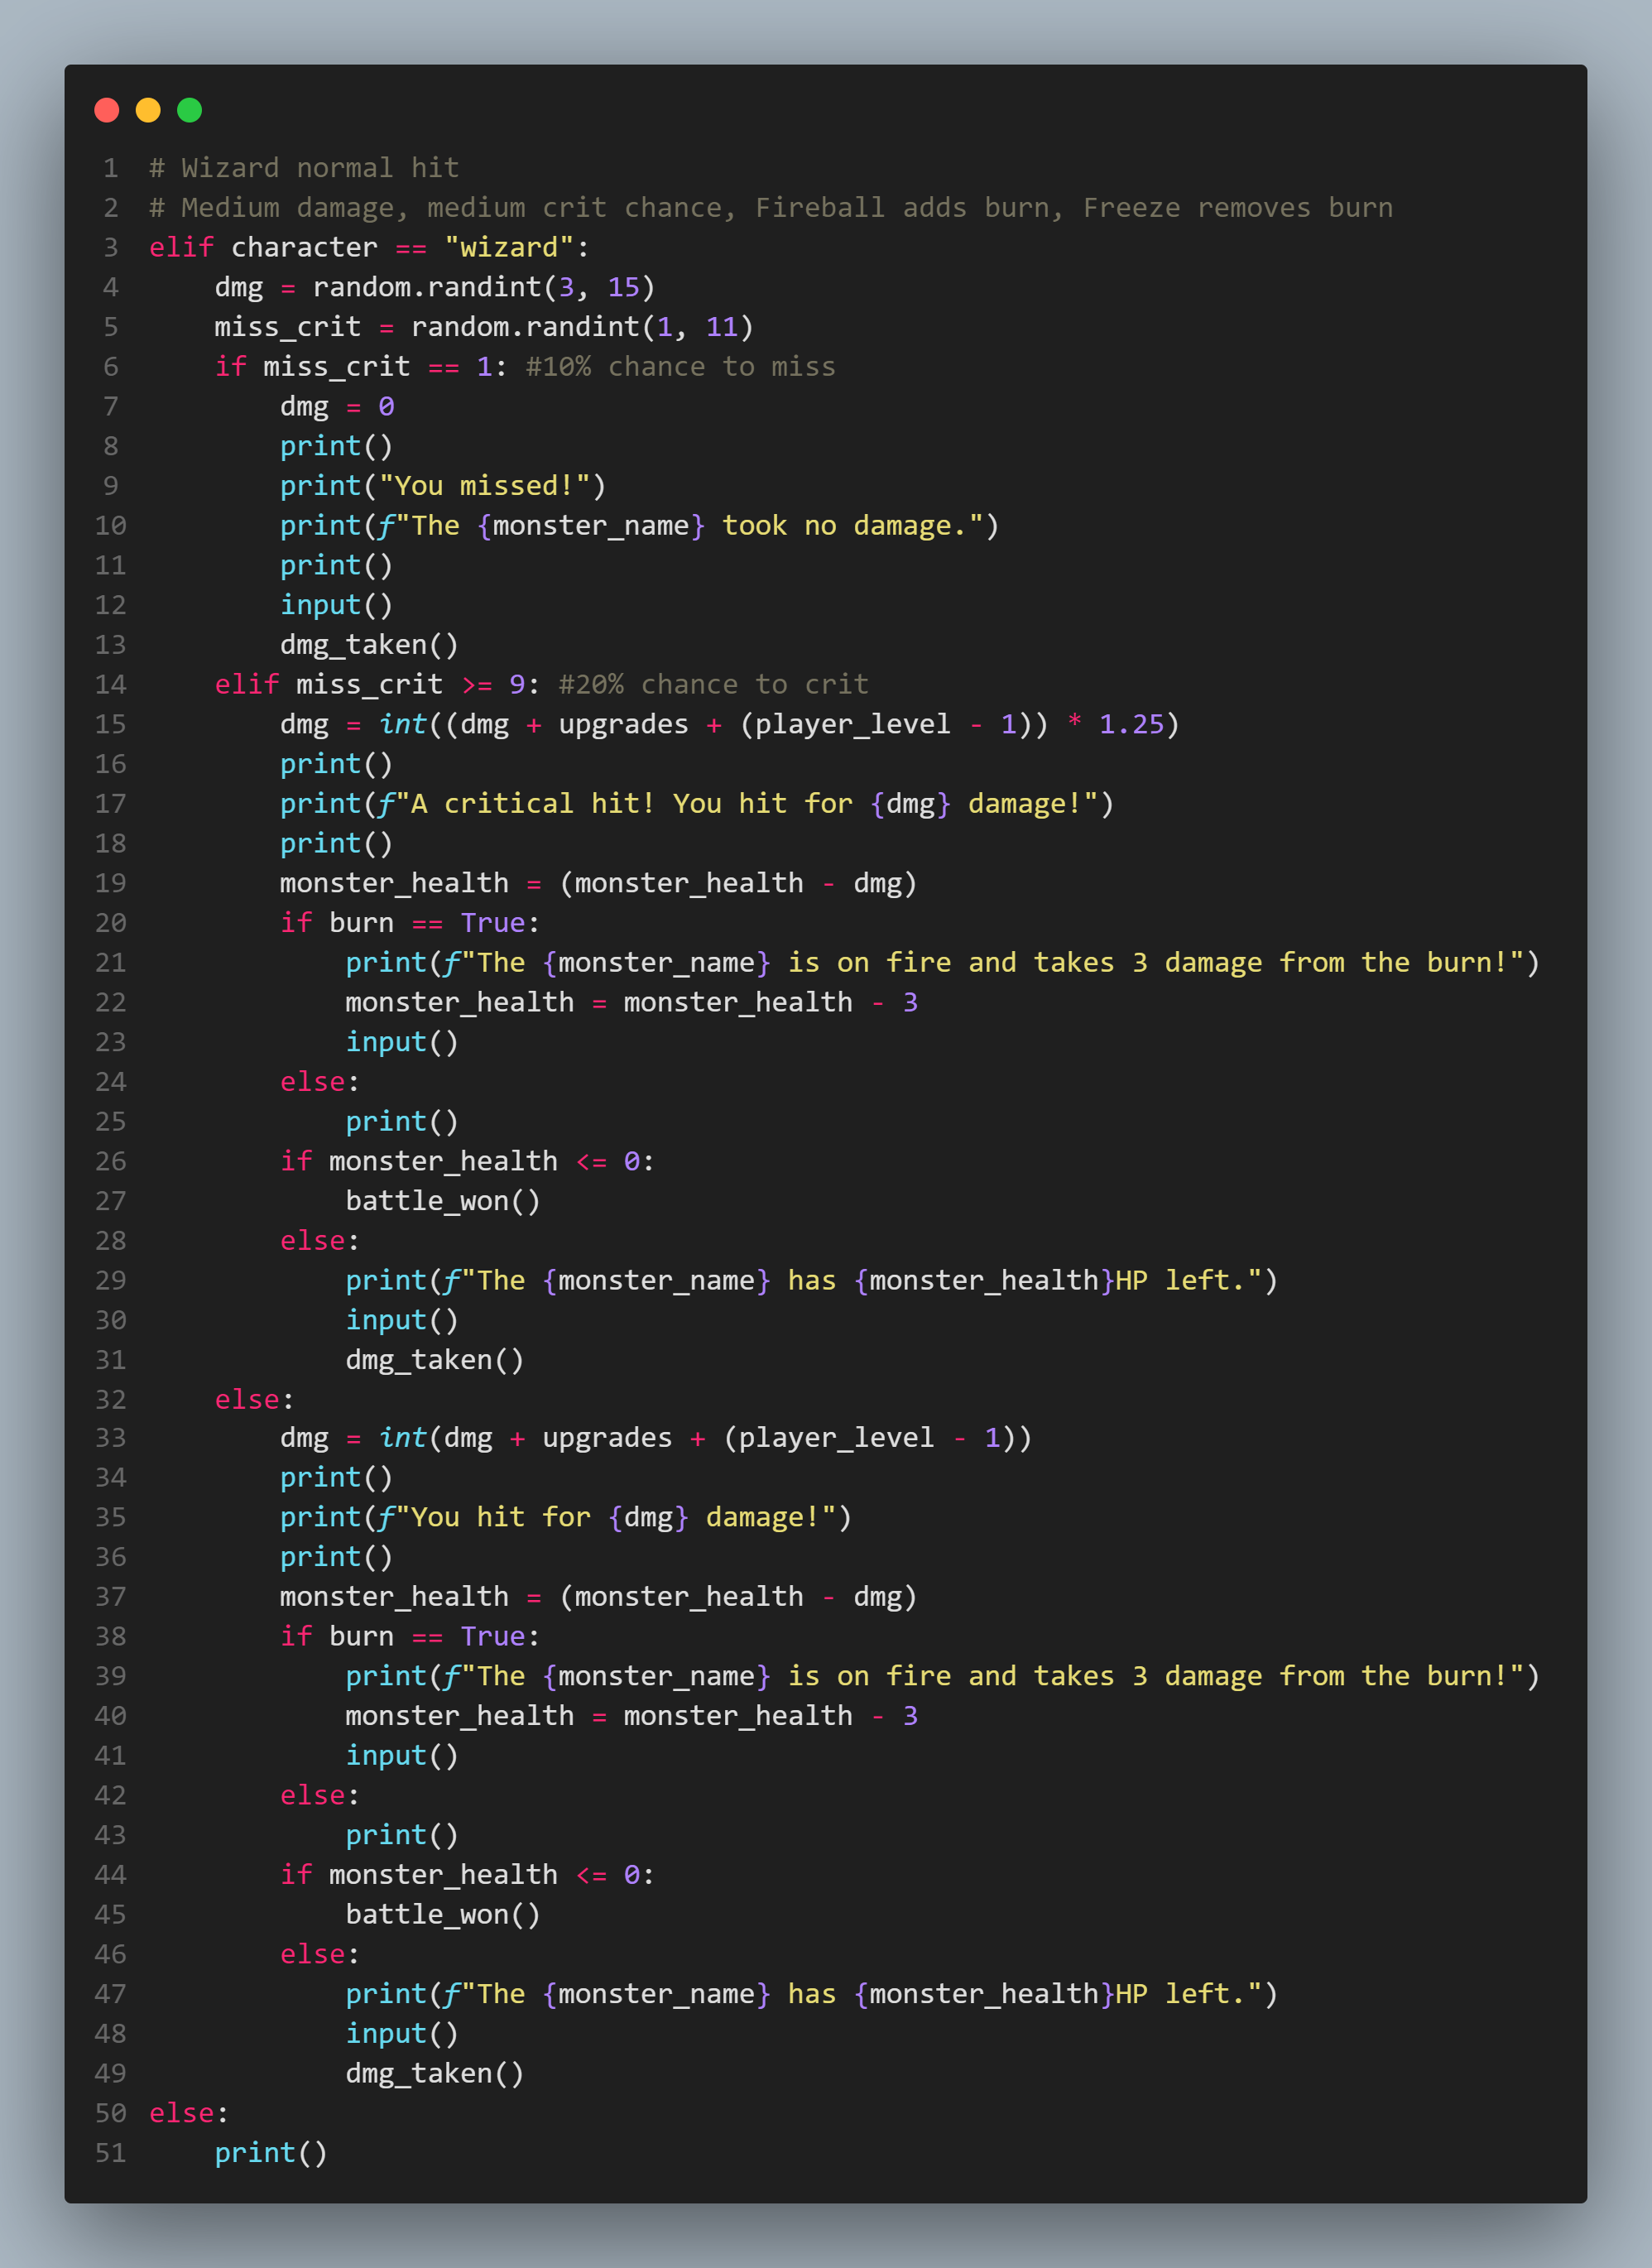 1 # Wizard normal hit
2 # Medium damage, medium crit chance, Fireball adds burn, Freeze removes burn
3 elif character == "wizard":
4     dmg = random.randint(3, 15)
5     miss_crit = random.randint(1, 11)
6     if miss_crit == 1: #10% chance to miss
7         dmg = 0
8         print()
9         print("You missed!")
10         print(f"The {monster_name} took no damage.")
11         print()
12         input()
13         dmg_taken()
14     elif miss_crit >= 9: #20% chance to crit
15         dmg = int((dmg + upgrades + (player_level - 1)) * 1.25)
16         print()
17         print(f"A critical hit! You hit for {dmg} damage!")
18         print()
19         monster_health = (monster_health - dmg)
20         if burn == True:
21             print(f"The {monster_name} is on fire and takes 3 damage from the burn!")
22             monster_health = monster_health - 3
23             input()
24         else:
25             print()
26         if monster_health <= 0:
27             battle_won()
28         else:
29             print(f"The {monster_name} has {monster_health}HP left.")
30             input()
31             dmg_taken()
32     else:
33         dmg = int(dmg + upgrades + (player_level - 1))
34         print()
35         print(f"You hit for {dmg} damage!")
36         print()
37         monster_health = (monster_health - dmg)
38         if burn == True:
39             print(f"The {monster_name} is on fire and takes 3 damage from the burn!")
40             monster_health = monster_health - 3
41             input()
42         else:
43             print()
44         if monster_health <= 0:
45             battle_won()
46         else:
47             print(f"The {monster_name} has {monster_health}HP left.")
48             input()
49             dmg_taken()
50 else:
51     print()